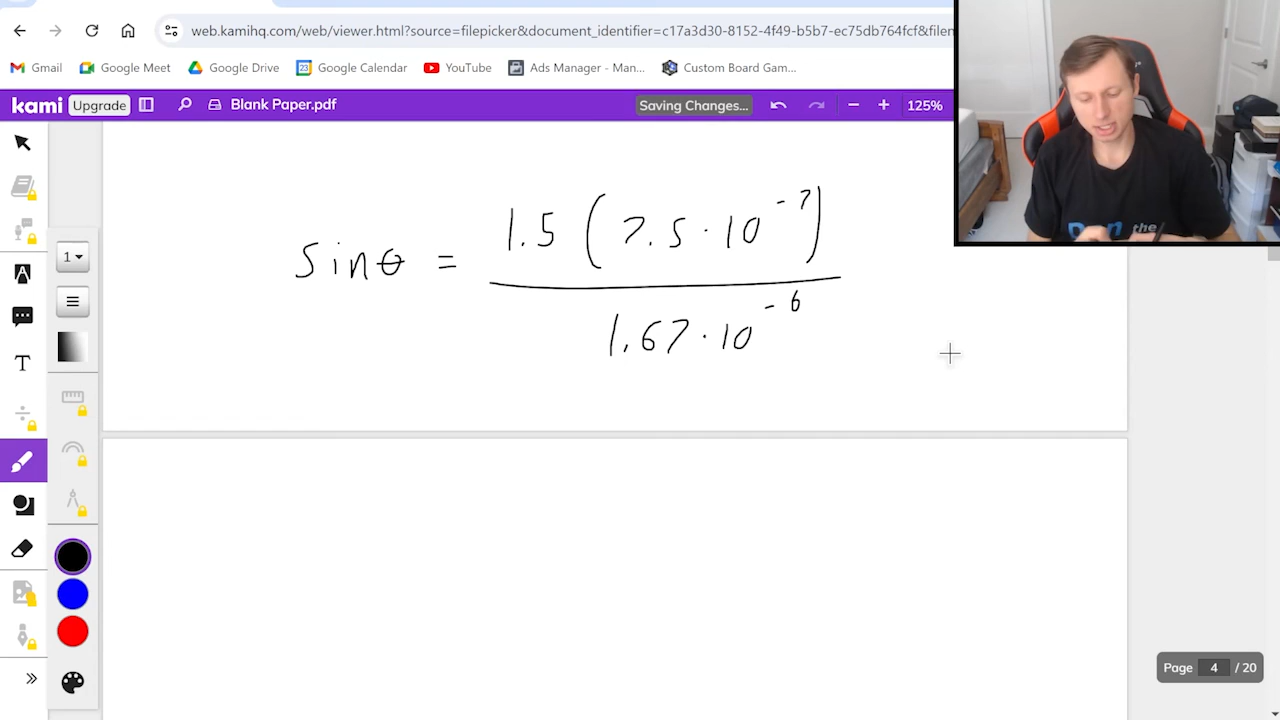 web.kamihq.com/web/viewer.html?source=filepicker&document_identifier=c17a3d30-8152-4f49-b5b7-ec75db764fcf&filen
Gmail Google Meet Google Drive 23 Google Calendar YouTube Ads Manager - Man... Custom Board Gam...
kami Upgrade Blank Paper.pdf Saving Changes... 125%
1
T
sinθ = 1.5 (7.5·10^-7) / 1.67·10^-6
the
Page 4 / 20